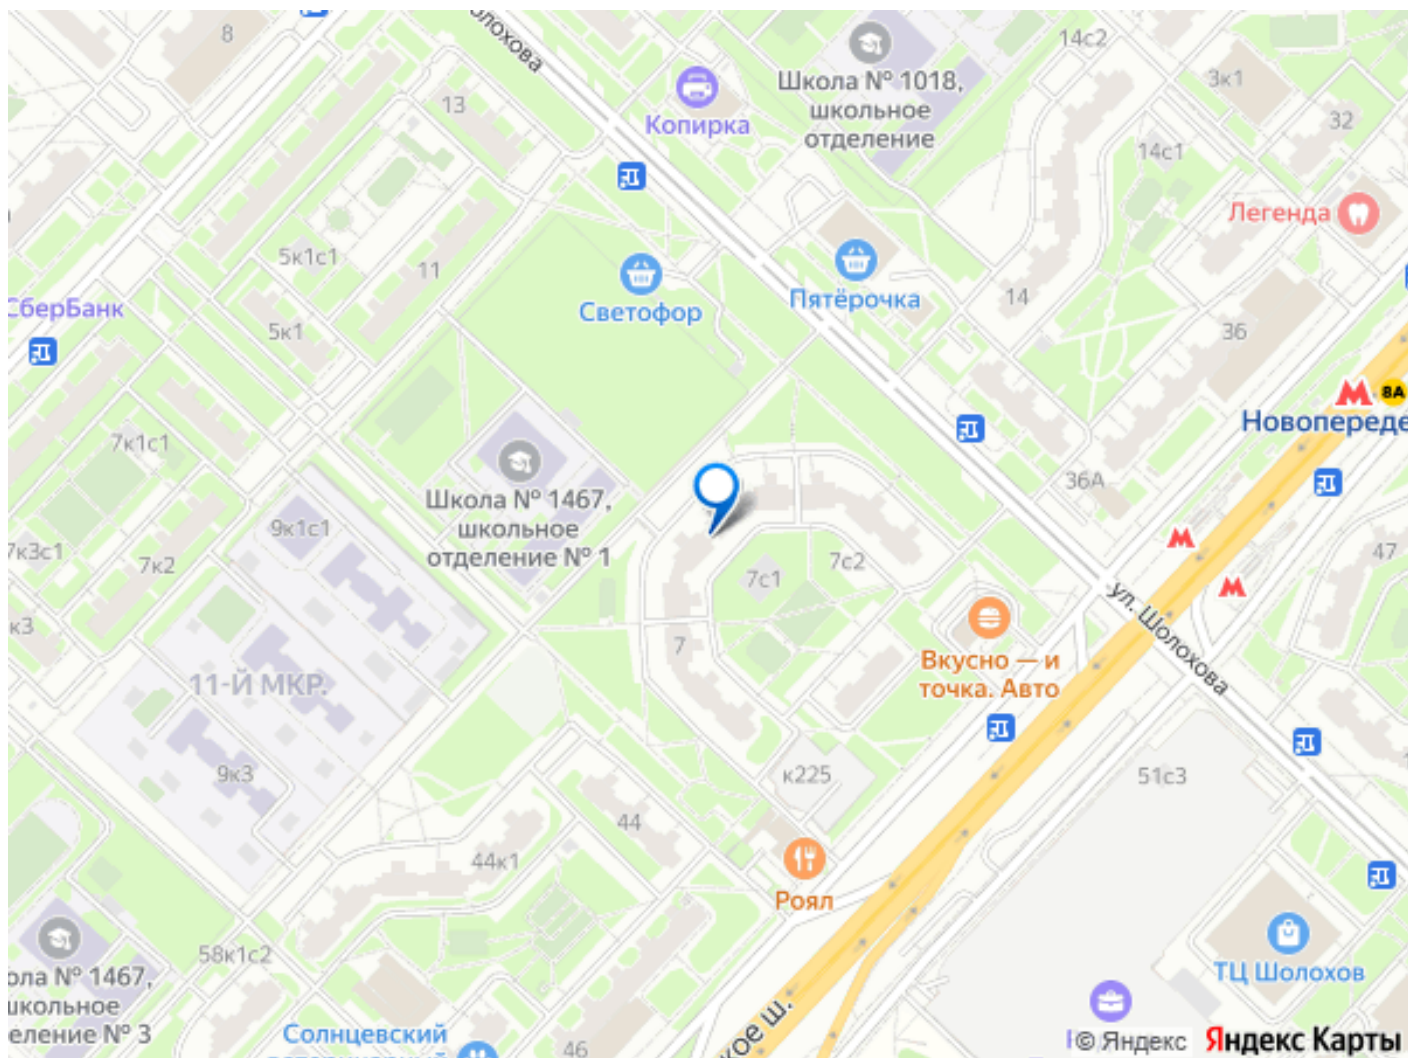 8
олохова
14с2
Школа № 1018,
школьное
отделение
3к1
13
Копирка
32
14с1
Легенда
5к1с1
11
Светофор
Пятёрочка
14
СберБанк
5к1
36
8А
Новопереде
7к1с1
36А
Школа № 1467,
школьное
отделение № 1
9к1с1
7к3с1
7к2
7с1
7с2
47
ул. Шолохова
к3
7
Вкусно — и
точка. Авто
11-Й МКР.
9к3
к225
51с3
44
44к1
Роял
58к1с2
ола № 1467,
школьное
еление № 3
ТЦ Шолохов
Солнцевский
46
кое ш.
© Яндекс
Яндекс Карты